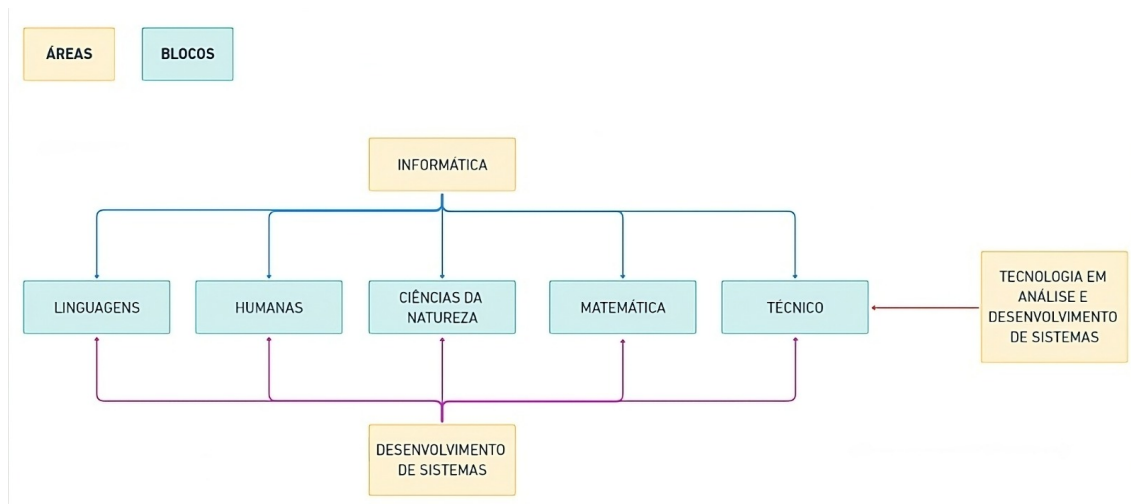 ÁREAS
BLOCOS
INFORMÁTICA
LINGUAGENS
HUMANAS
CIÊNCIAS DA
NATUREZA
MATEMÁTICA
TÉCNICO
TECNOLOGIA EM
ANÁLISE E
DESENVOLVIMENTO
DE SISTEMAS
DESENVOLVIMENTO
DE SISTEMAS